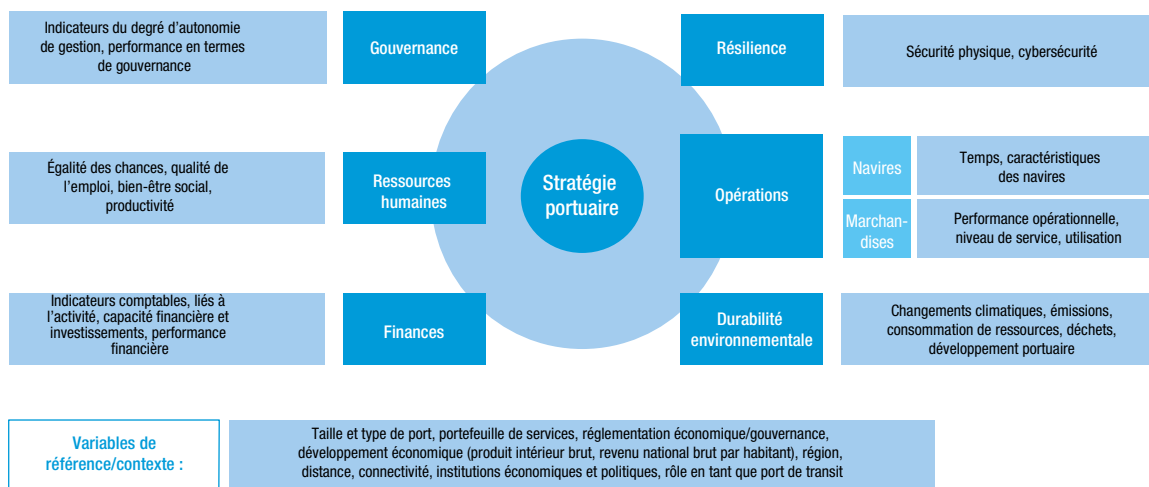 Indicateurs du degré d'autonomie
de gestion, performance en termes
de gouvernance
Gouvernance
Résilience
Sécurité physique, cybersécurité
Égalité des chances, qualité de
l'emploi, bien-être social,
productivité
Ressources
humaines
Stratégie
portuaire
Opérations
Navires
Temps, caractéristiques
des navires
Marchan-
dises
Performance opérationnelle,
niveau de service, utilisation
Indicateurs comptables, liés à
l'activité, capacité financière et
investissements, performance
financière
Finances
Durabilité
environnementale
Changements climatiques, émissions,
consommation de ressources, déchets,
développement portuaire
Variables de
référence/contexte :
Taille et type de port, portefeuille de services, réglementation économique/gouvernance,
développement économique (produit intérieur brut, revenu national brut par habitant), région,
distance, connectivité, institutions économiques et politiques, rôle en tant que port de transit